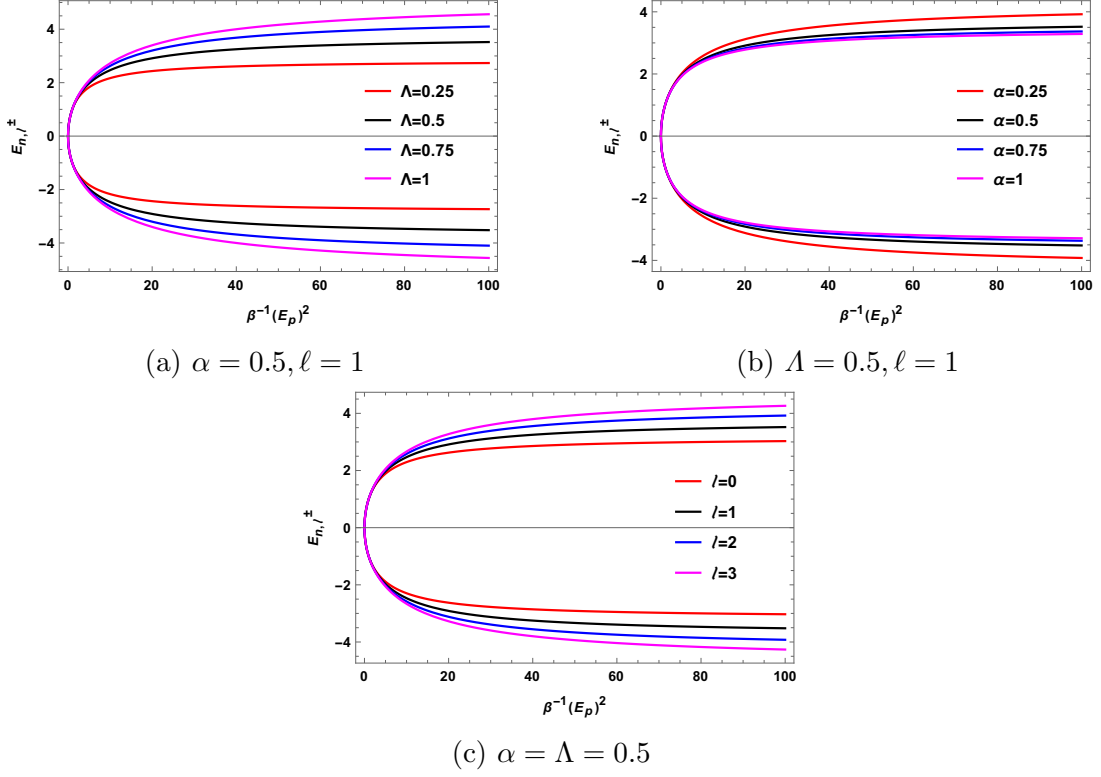 4
2
0
−2
−4
E_{n,l}^{±}
Λ=0.25
Λ=0.5
Λ=0.75
Λ=1
0 20 40 60 80 100
β^{-1}(E_p)^2
(a) α = 0.5, ℓ = 1
4
2
0
−2
−4
E_{n,l}^{±}
α=0.25
α=0.5
α=0.75
α=1
0 20 40 60 80 100
β^{-1}(E_p)^2
(b) Λ = 0.5, ℓ = 1
4
2
0
−2
−4
E_{n,l}^{±}
l=0
l=1
l=2
l=3
0 20 40 60 80 100
β^{-1}(E_p)^2
(c) α = Λ = 0.5